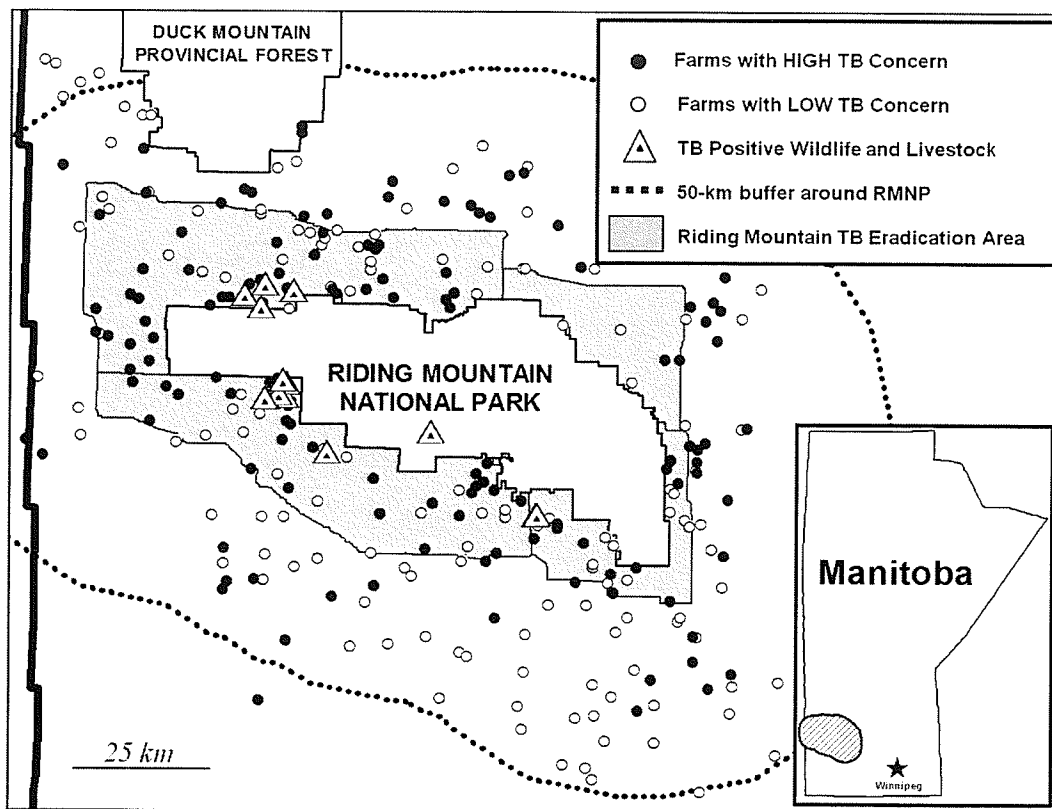 DUCK MOUNTAIN
PROVINCIAL FOREST
Farms with HIGH TB Concern
Farms with LOW TB Concern
TB Positive Wildlife and Livestock
50-km buffer around RMNP
Riding Mountain TB Eradication Area
RIDING MOUNTAIN
NATIONAL PARK
Manitoba
Winnipeg
25 km